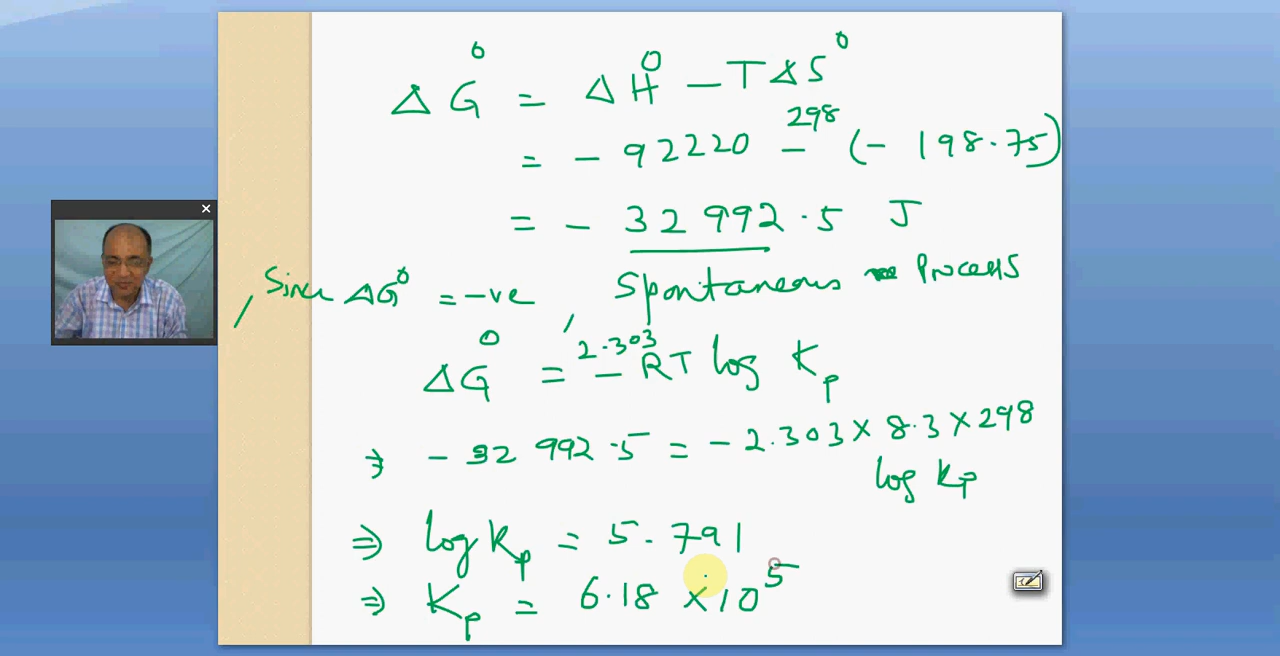 ΔG⁰ = ΔH⁰ − TΔS⁰
= − 92220 − 298 (− 198.75)
= − 32 992.5 J
, Since ΔG⁰ = −ve , Spontaneous Process
ΔG⁰ = − 2.303 RT log Kp
⇒ − 32 992.5 = − 2.303 × 8.3 × 298
log Kp
⇒ log Kp = 5.791
⇒ Kp = 6.18 × 10⁵